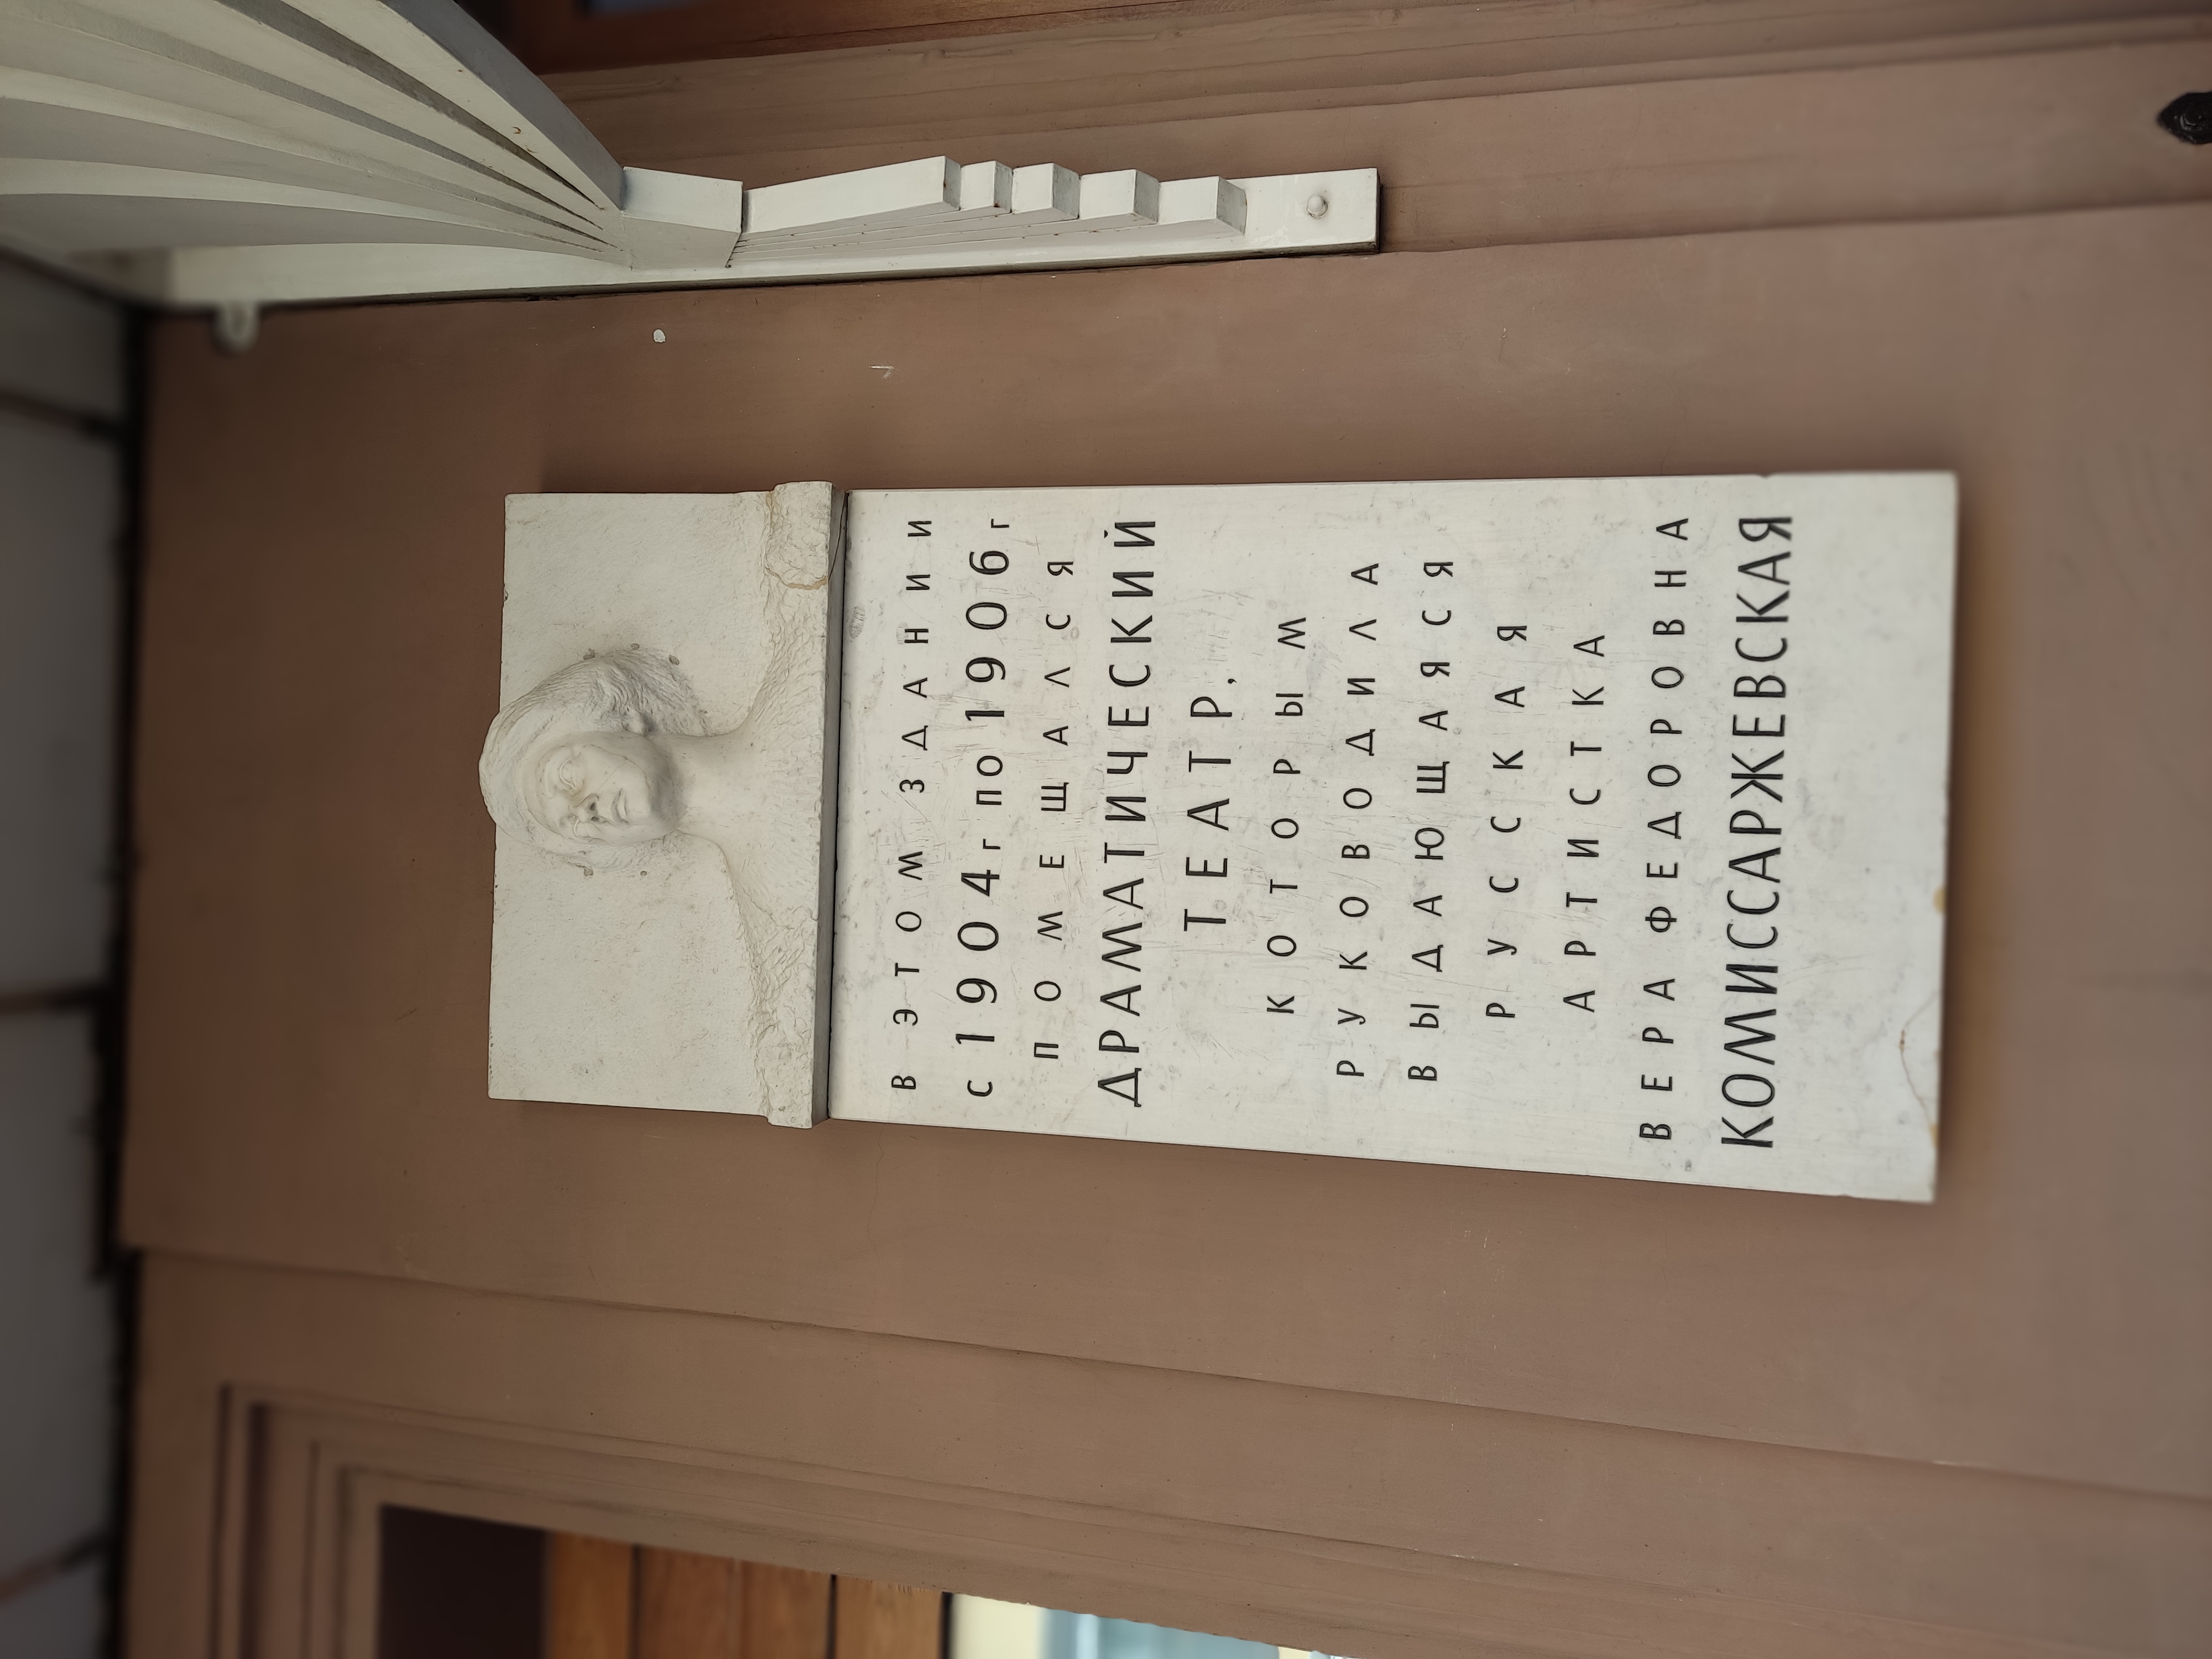 В ЭТОМ ЗДАНИИ
С 1904 г ПО 1906 г
ПОМЕЩАЛСЯ
ДРАМАТИЧЕСКИЙ
ТЕАТР,
КОТОРЫМ
РУКОВОДИЛА
ВЫДАЮЩАЯСЯ
РУССКАЯ
АРТИСТКА
ВЕРА ФЕДОРОВНА
КОМИССАРЖЕВСКАЯ